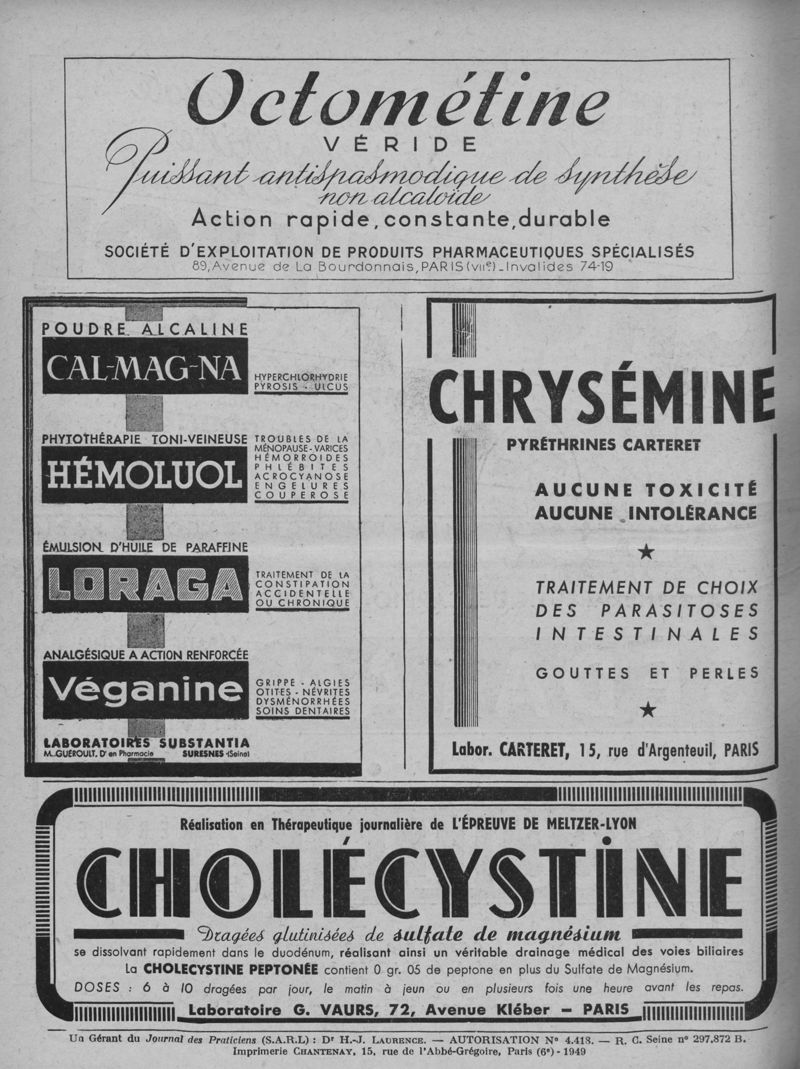 Octométine
VÉRIDE
Puissant antispasmodique de synthèse
non alcaloïde
Action rapide, constante, durable
SOCIÉTÉ D'EXPLOITATION DE PRODUITS PHARMACEUTIQUES SPÉCIALISÉS
89, Avenue de La Bourdonnais, PARIS (VIIe) - Invalides 74-19
POUDRE ALCALINE
CAL-MAG-NA
HYPERCHLORHYDRIE
PYROSIS - ULCUS
PHYTOTHÉRAPIE TONI-VEINEUSE
HÉMOLUOL
TROUBLES DE LA
MÉNOPAUSE - VARICES
HÉMORROIDES
PHLÉBITES
ACROCYANOSE
ENGELURES
COUPEROSE
ÉMULSION D'HUILE DE PARAFFINE
LORAGA
TRAITEMENT DE LA
CONSTIPATION
ACCIDENTELLE
OU CHRONIQUE
ANALGÉSIQUE A ACTION RENFORCÉE
Véganine
GRIPPE - ALGIES
OTITES - NÉVRITES
DYSMÉNORRHÉES
SOINS DENTAIRES
LABORATOIRES SUBSTANTIA
M. GUÉROULT, Dr en Pharmacie SURESNES (Seine)
CHRYSÉMINE
PYRÉTHRINES CARTERET
AUCUNE TOXICITÉ
AUCUNE INTOLÉRANCE
★
TRAITEMENT DE CHOIX
DES PARASITOSES
INTESTINALES
GOUTTES ET PERLES
★
Labor. CARTERET, 15, rue d'Argenteuil, PARIS
Réalisation en Thérapeutique journalière de L'ÉPREUVE DE MELTZER-LYON
CHOLÉCYSTINE
Dragées glutinisées de sulfate de magnésium
se dissolvant rapidement dans le duodénum, réalisant ainsi un véritable drainage médical des voies biliaires
La CHOLECYSTINE PEPTONÉE contient 0 gr. 05 de peptone en plus du Sulfate de Magnésium.
DOSES : 6 à 10 dragées par jour, le matin à jeun ou en plusieurs fois une heure avant les repas.
Laboratoire G. VAURS, 72, Avenue Kléber — PARIS
Un Gérant du Journal des Praticiens (S.A.R.L) : Dr H.-J. LAURENCE. — AUTORISATION No 4.418. — R. C. Seine no 297.872 B.
Imprimerie CHANTENAY, 15, rue de l'Abbé-Grégoire, Paris (6e) - 1949